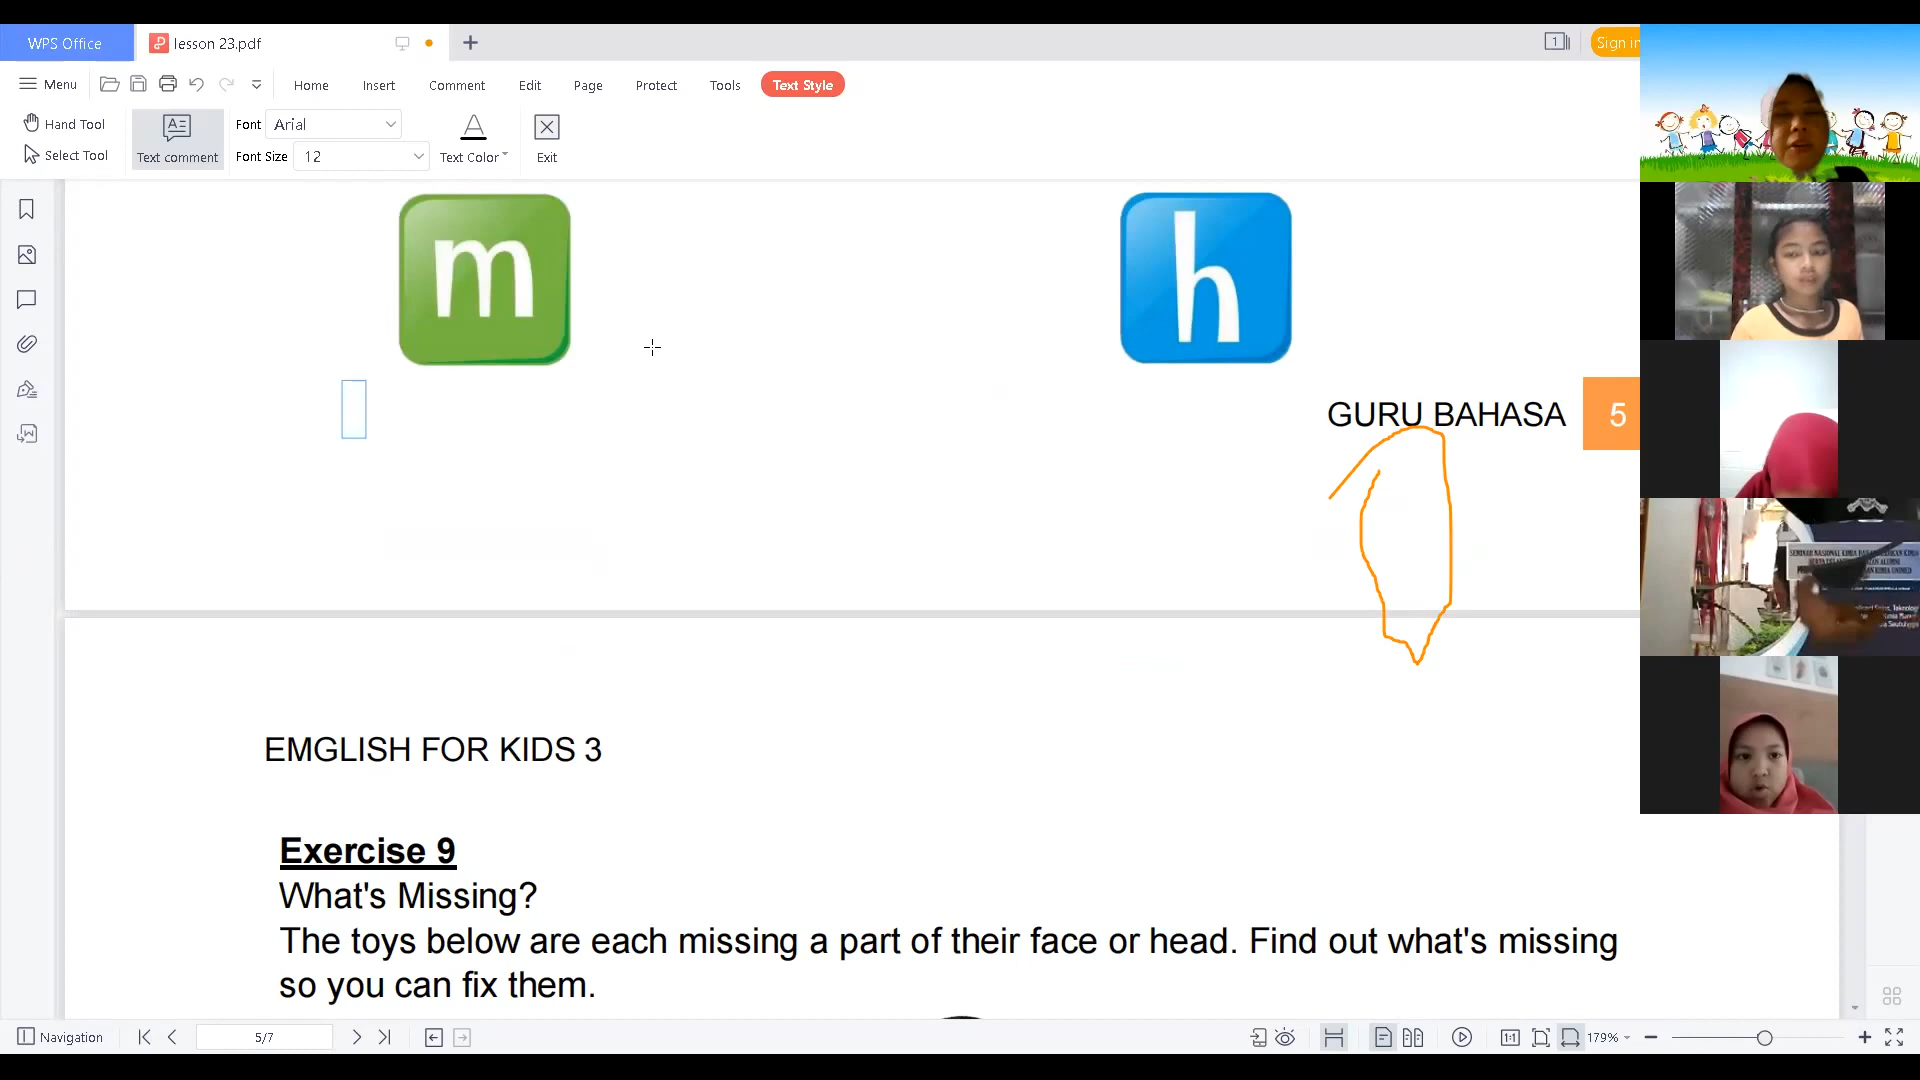 WPS Office
lesson 23.pdf
1
Sign in
Menu
Home
Insert
Comment
Edit
Page
Protect
Tools
Text Style
Hand Tool
Select Tool
Text comment
Font
Arial
Font Size
12
Text Color
Exit
m
h
GURU BAHASA
5
EMGLISH FOR KIDS 3
Exercise 9
What's Missing?
The toys below are each missing a part of their face or head. Find out what's missing
so you can fix them.
Navigation
5/7
1:1
179%